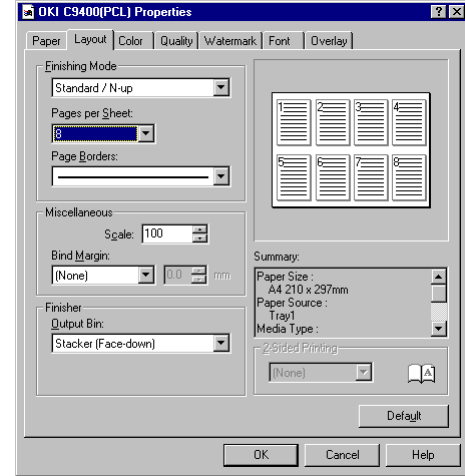 OKI C9400(PCL) Properties
Paper Layout Color Quality Watermark Font Overlay
Finishing Mode
Standard / N-up
Pages per Sheet:
8
Page Borders:
1 2 3 4
5 6 7 8
Miscellaneous
Scale: 100
Bind Margin:
(None) 0.0 mm
Finisher
Output Bin:
Stacker (Face-down)
Summary:
Paper Size :
A4 210 x 297mm
Paper Source :
Tray1
Media Type :
2-Sided Printing
(None) A
Default
OK Cancel Help